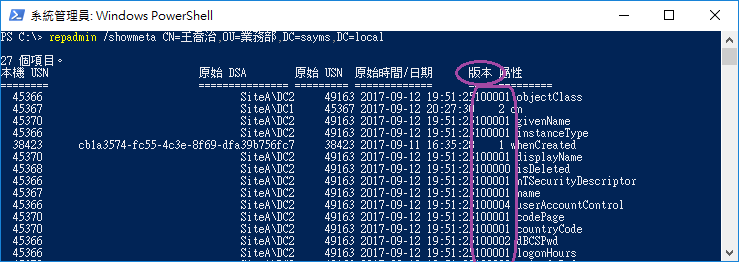 系統管理員: Windows PowerShell
PS C:\> repadmin /showmeta CN=王喬治,OU=業務部,DC=sayms,DC=local
27 個項目。
本機 USN 原始 DSA 原始 USN 原始時間/日期 版本 屬性
======= =============== ========= ============= ==== =========
45366 SiteA\DC2 49163 2017-09-12 19:51:25 100001 objectClass
45367 SiteA\DC1 45367 2017-09-12 20:27:30 2 cn
45370 SiteA\DC2 49163 2017-09-12 19:51:25 100001 givenName
45366 SiteA\DC2 49163 2017-09-12 19:51:25 100001 instanceType
38423 cb1a3574-fc55-4c3e-8f69-dfa39b756fc7 38423 2017-09-11 16:35:28 1 whenCreated
45370 SiteA\DC2 49163 2017-09-12 19:51:25 100001 displayName
45368 SiteA\DC2 49163 2017-09-12 19:51:25 100000 isDeleted
45366 SiteA\DC2 49163 2017-09-12 19:51:25 100001 nTSecurityDescriptor
45367 SiteA\DC2 49163 2017-09-12 19:51:25 100001 name
45366 SiteA\DC2 49163 2017-09-12 19:51:25 100004 userAccountControl
45370 SiteA\DC2 49163 2017-09-12 19:51:25 100001 codePage
45370 SiteA\DC2 49163 2017-09-12 19:51:25 100001 countryCode
45366 SiteA\DC2 49163 2017-09-12 19:51:25 100002 dBCSPwd
45370 SiteA\DC2 49163 2017-09-12 19:51:25 100001 logonHours